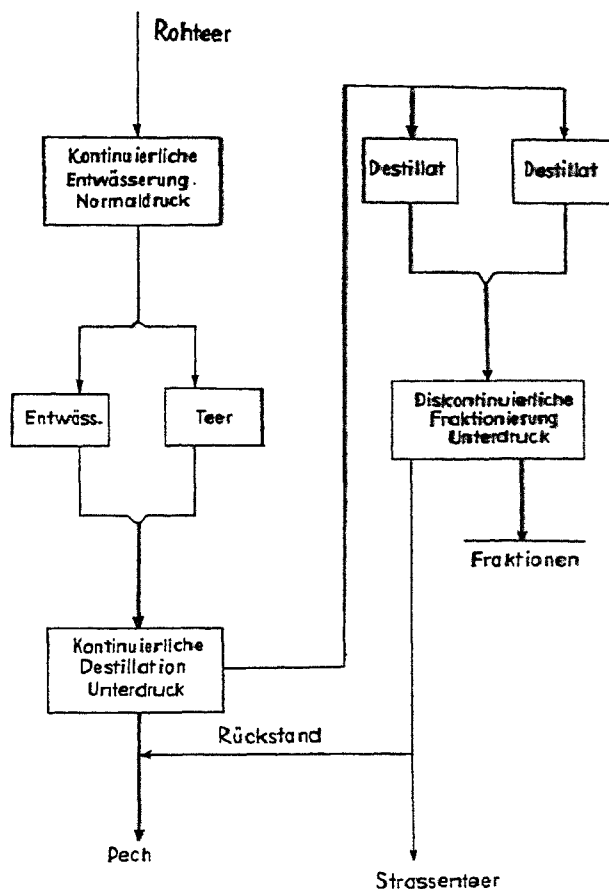 Rohteer
Kontinuierliche
Entwässerung.
Normaldruck
Entwäss.
Teer
Kontinuierliche
Destillation
Unterdruck
Rückstand
Pech
Destillat
Destillat
Diskontinuierliche
Fraktionierung
Unterdruck
Fraktionen
Strassenteer